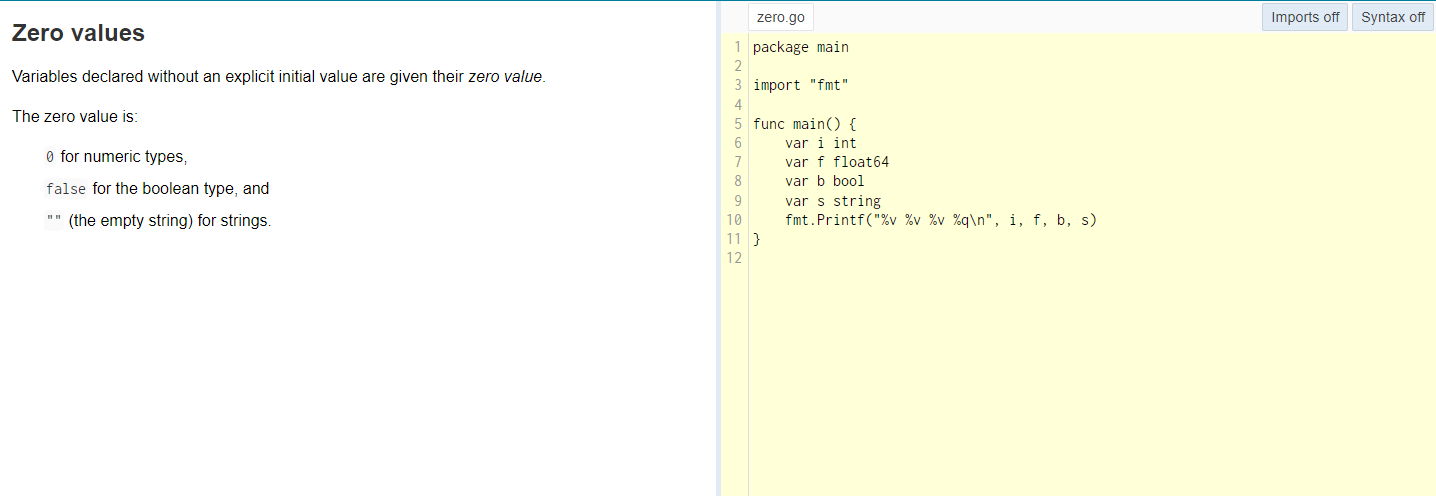 Zero values
Variables declared without an explicit initial value are given their zero value.
The zero value is:
0 for numeric types,
false for the boolean type, and
"" (the empty string) for strings.
zero.go
Imports off
Syntax off
1 package main
2
3 import "fmt"
4
5 func main() {
6     var i int
7     var f float64
8     var b bool
9     var s string
10     fmt.Printf("%v %v %v %q\n", i, f, b, s)
11 }
12